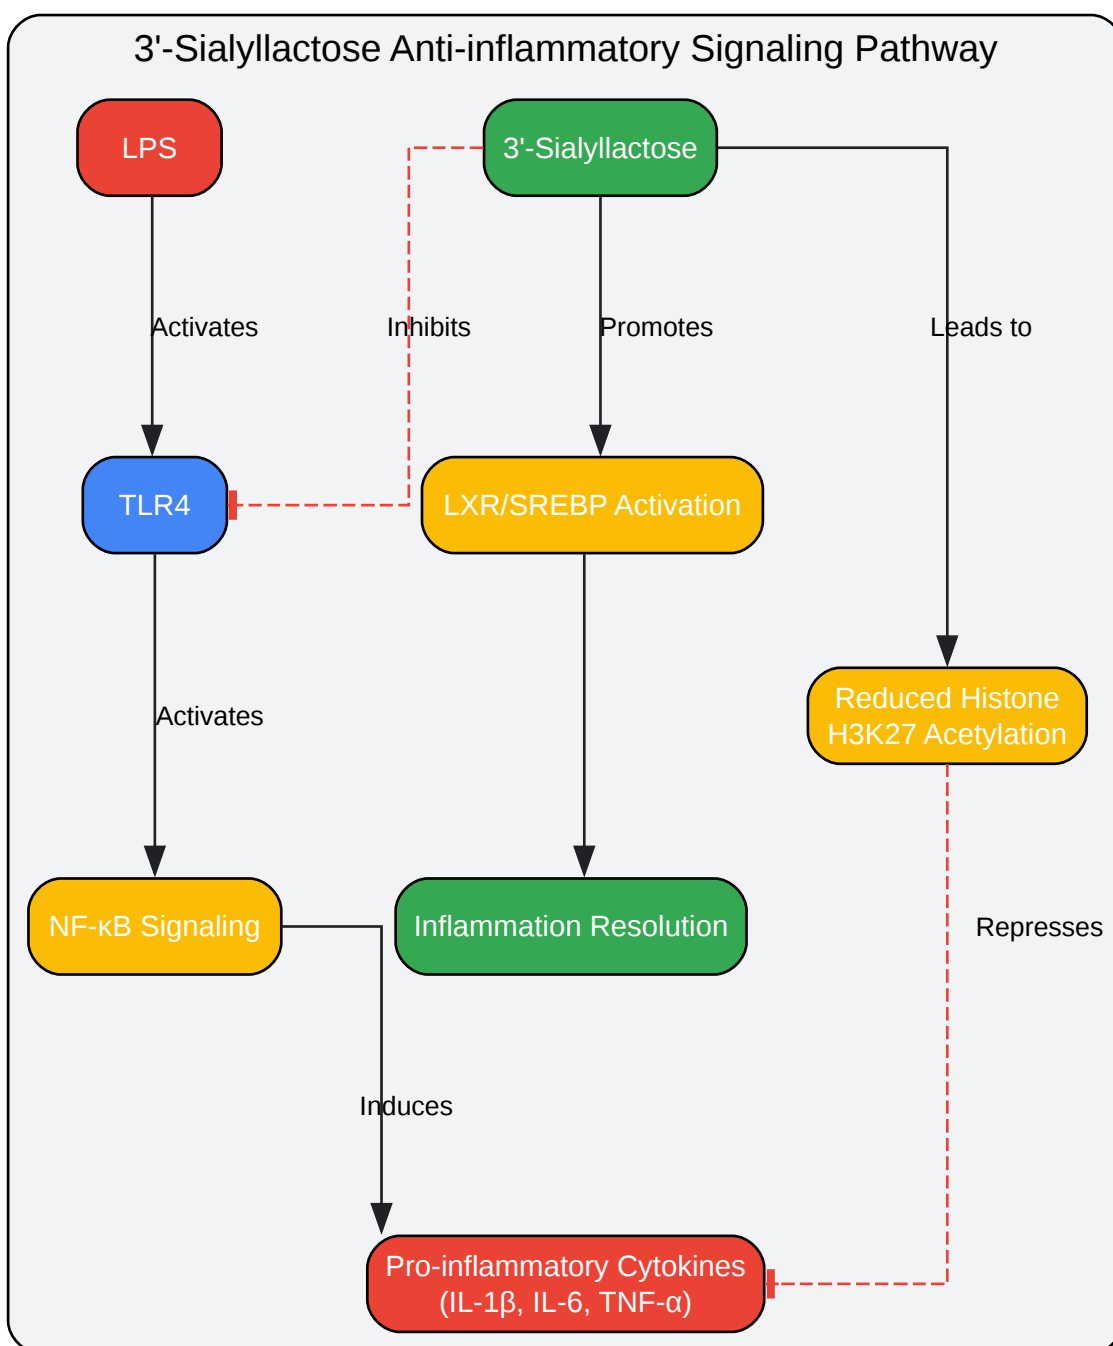 3'-Sialyllactose Anti-inflammatory Signaling Pathway
LPS
3'-Sialyllactose
Activates
Inhibits
Promotes
Leads to
TLR4
LXR/SREBP Activation
Reduced Histone
H3K27 Acetylation
Activates
NF-κB Signaling
Inflammation Resolution
Represses
Induces
Pro-inflammatory Cytokines
(IL-1β, IL-6, TNF-α)